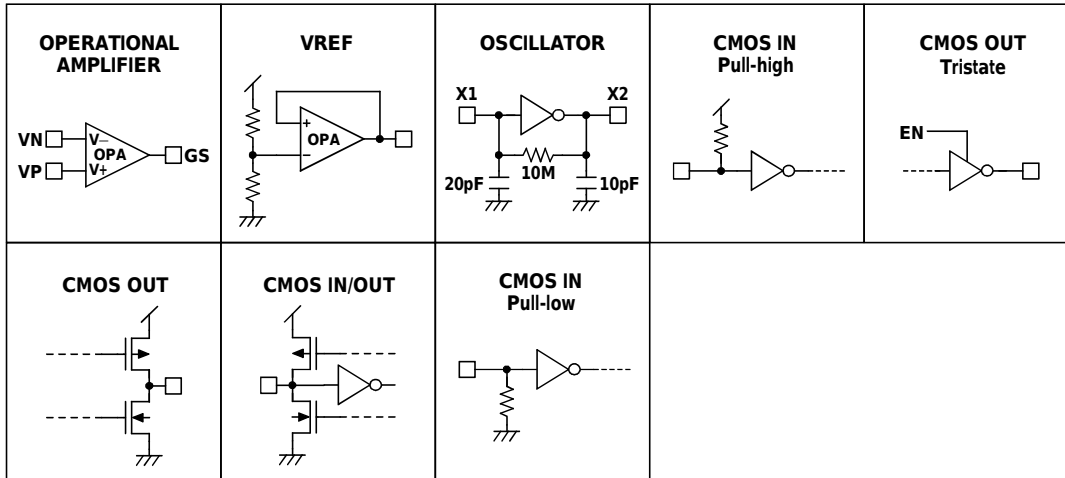 OPERATIONAL
AMPLIFIER
VN
VP
V−
OPA
V+
GS
VREF
+
OPA
−
OSCILLATOR
X1
X2
10M
20pF
10pF
CMOS IN
Pull-high
CMOS OUT
Tristate
EN
CMOS OUT
CMOS IN/OUT
CMOS IN
Pull-low